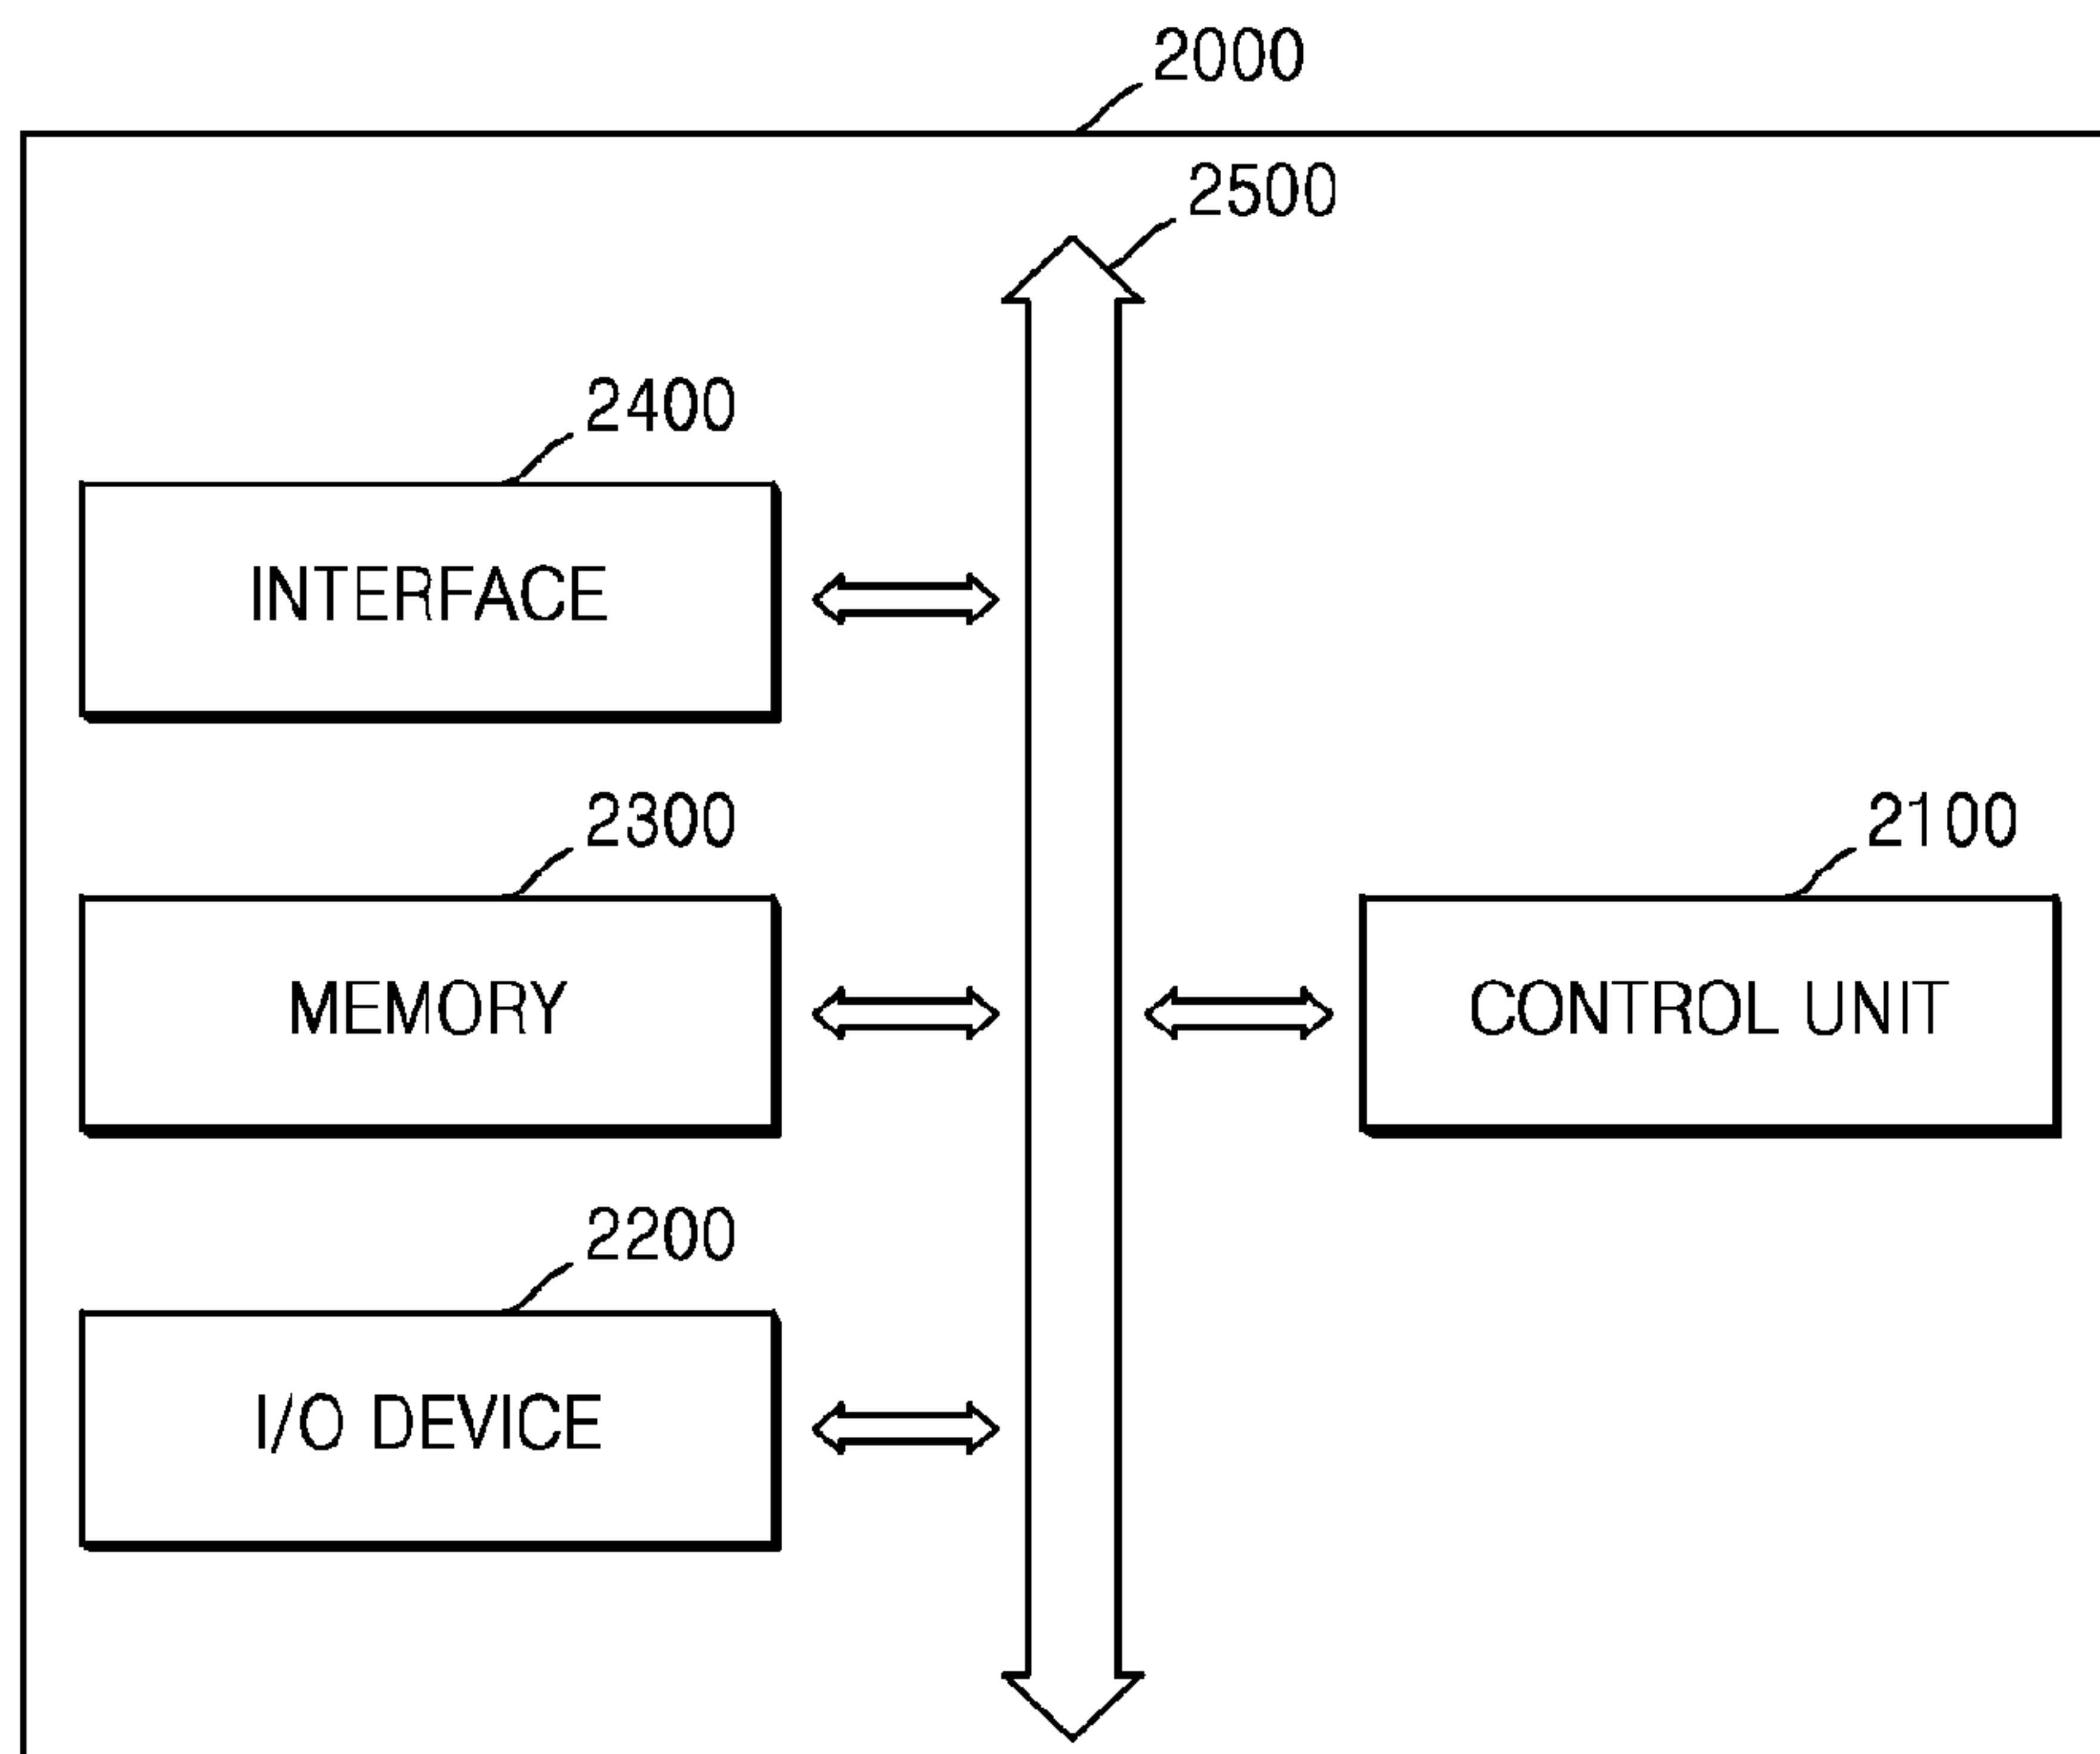 2000
2500
2400
INTERFACE
2300
2100
MEMORY
CONTROL UNIT
2200
I/O DEVICE